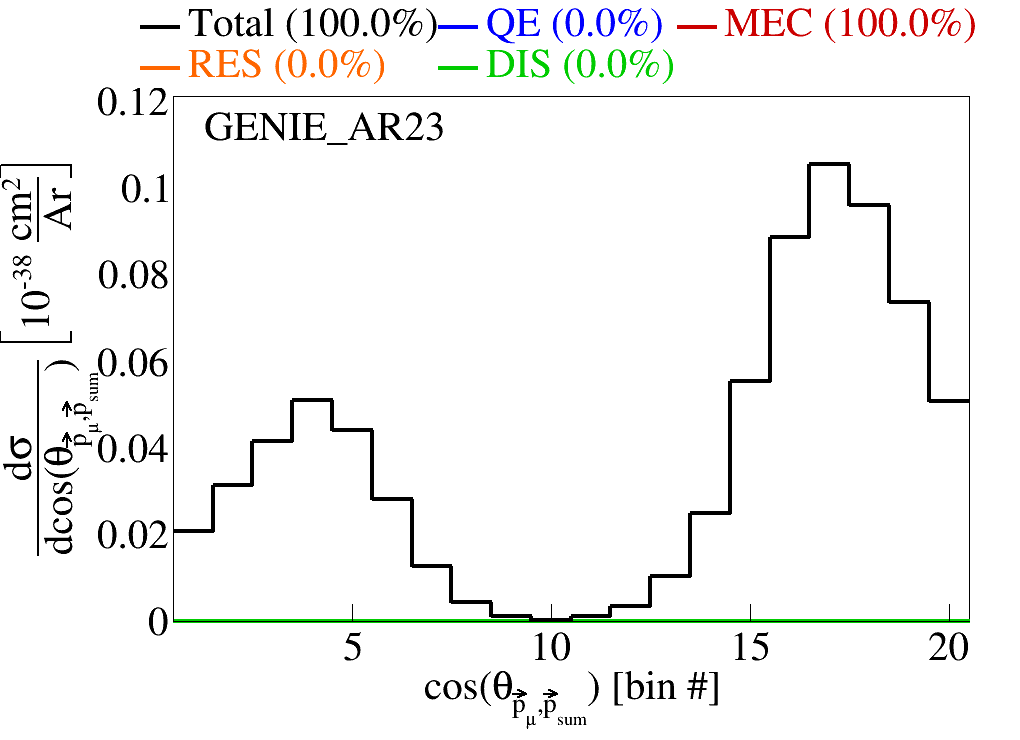 Total (100.0%) QE (0.0%) MEC (100.0%)
RES (0.0%) DIS (0.0%)
GENIE_AR23
0.12
0.1
0.08
0.06
0.04
0.02
0
5 10 15 20
cos(θ p⃗μ,p⃗sum) [bin #]
dσ/dcos(θ p⃗μ,p⃗sum) [10⁻³⁸ cm²/Ar]